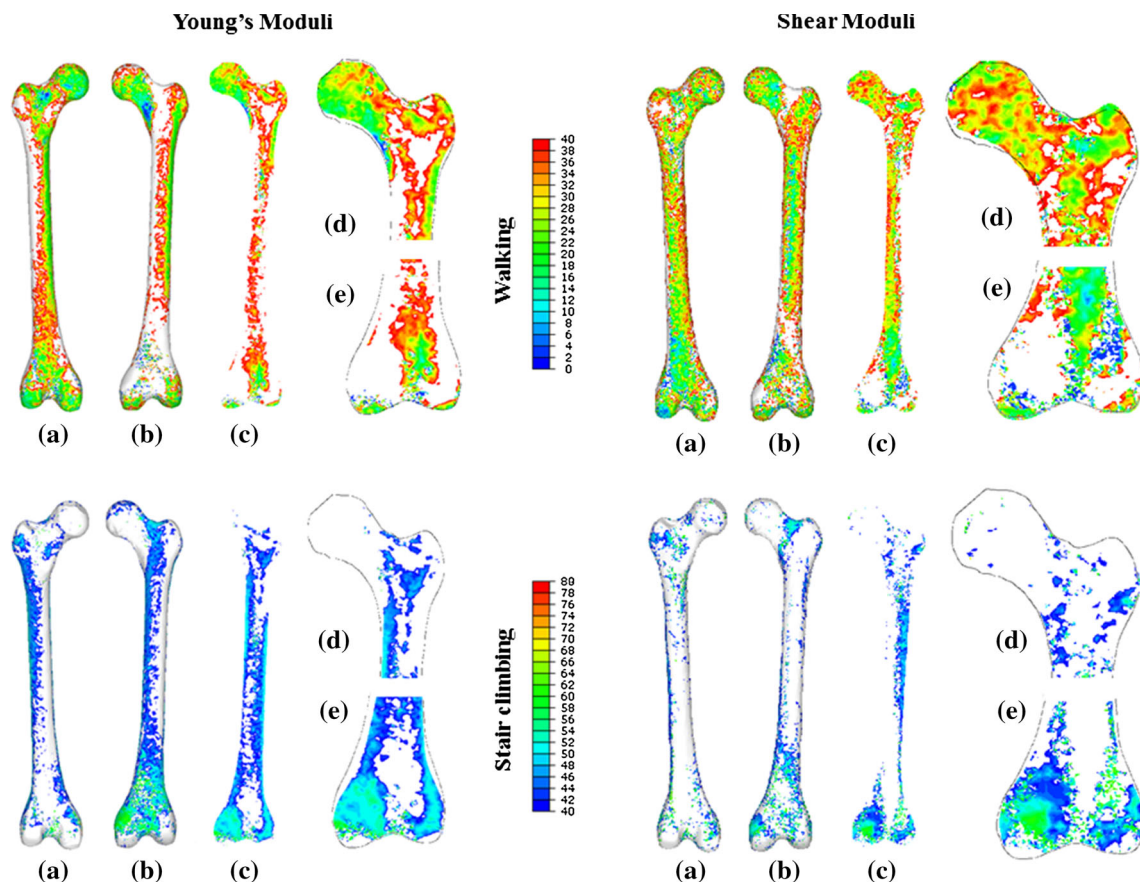 Young's Moduli
Shear Moduli
(a)
(b)
(c)
(d)
(e)
Walking
40
38
36
34
32
30
28
26
24
22
20
18
16
14
12
10
8
6
4
2
0
(a)
(b)
(c)
(d)
(e)
(a)
(b)
(c)
(d)
(e)
Stair climbing
80
78
76
74
72
70
68
66
64
62
60
58
56
54
52
50
48
46
44
42
40
(a)
(b)
(c)
(d)
(e)